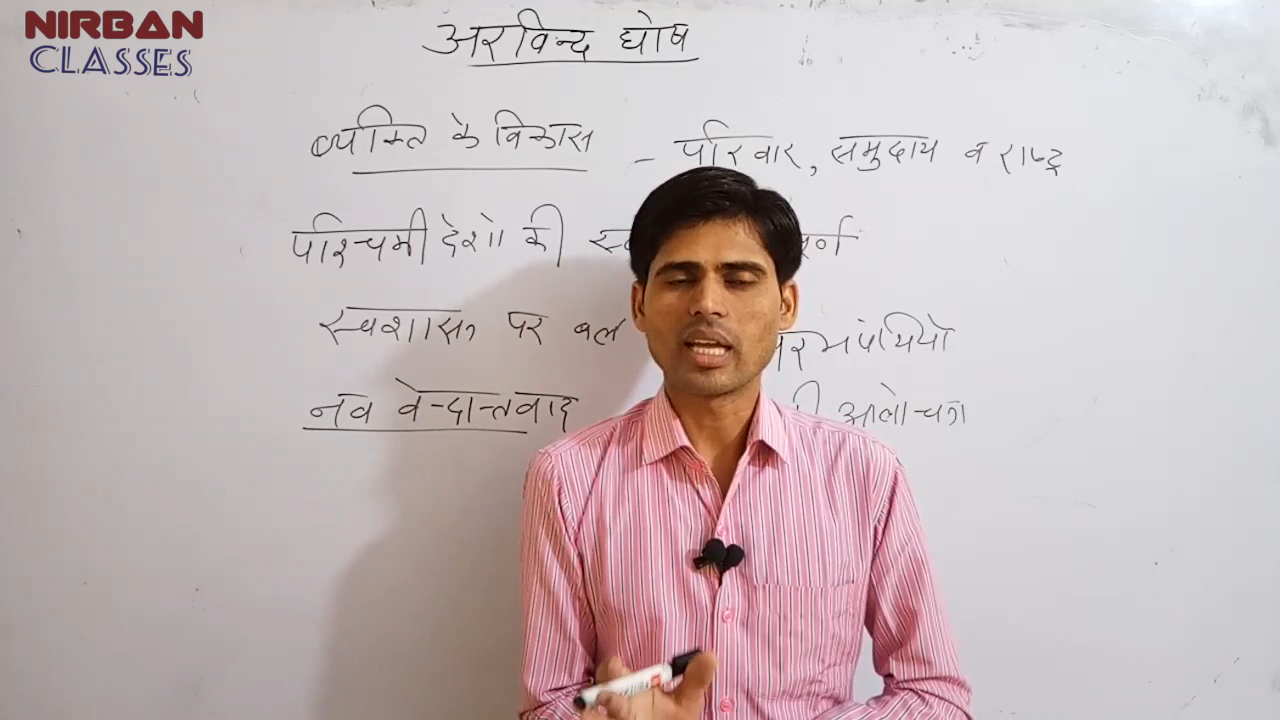 NIRBAN
CLASSES
अरविन्द घोष
व्यक्ति के विकास - परिवार, समुदाय व राष्ट्र
पश्चिमी देशो की
स्वशासन पर बल
नव वेदान्तवाद आलोचना